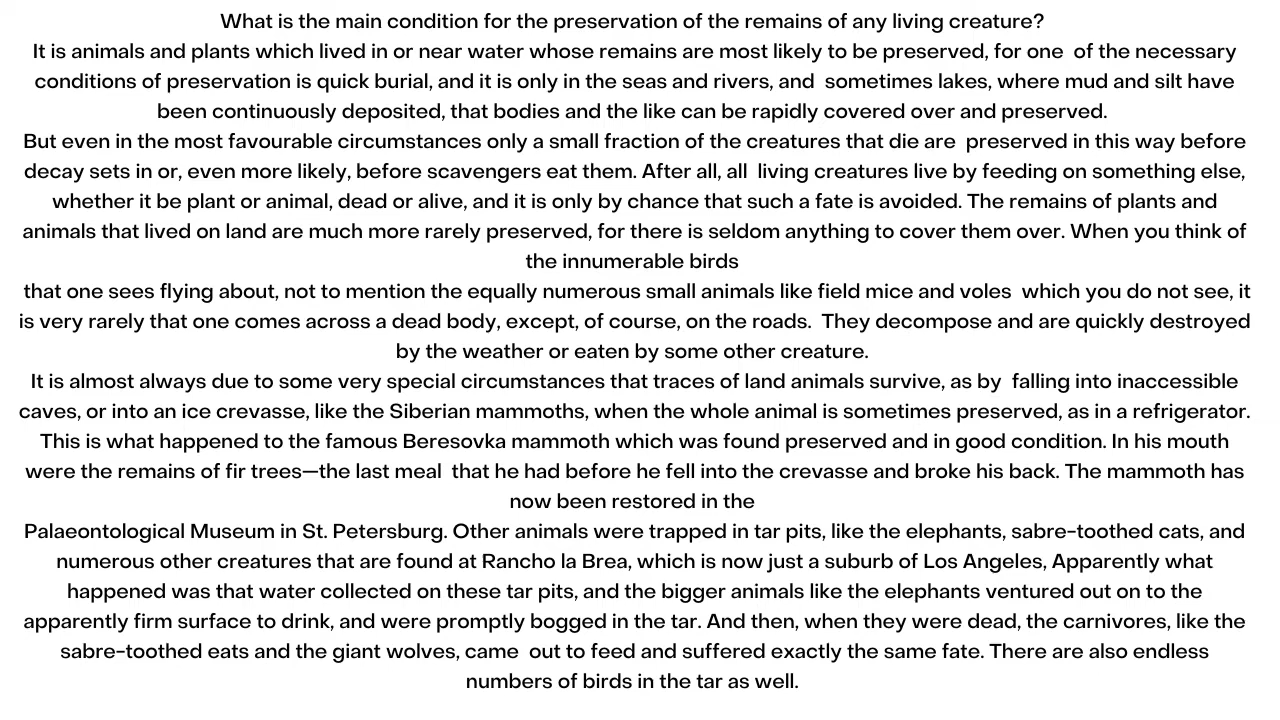 What is the main condition for the preservation of the remains of any living creature?
It is animals and plants which lived in or near water whose remains are most likely to be preserved, for one of the necessary
conditions of preservation is quick burial, and it is only in the seas and rivers, and sometimes lakes, where mud and silt have
been continuously deposited, that bodies and the like can be rapidly covered over and preserved.
But even in the most favourable circumstances only a small fraction of the creatures that die are preserved in this way before
decay sets in or, even more likely, before scavengers eat them. After all, all living creatures live by feeding on something else,
whether it be plant or animal, dead or alive, and it is only by chance that such a fate is avoided. The remains of plants and
animals that lived on land are much more rarely preserved, for there is seldom anything to cover them over. When you think of
the innumerable birds
that one sees flying about, not to mention the equally numerous small animals like field mice and voles which you do not see, it
is very rarely that one comes across a dead body, except, of course, on the roads. They decompose and are quickly destroyed
by the weather or eaten by some other creature.
It is almost always due to some very special circumstances that traces of land animals survive, as by falling into inaccessible
caves, or into an ice crevasse, like the Siberian mammoths, when the whole animal is sometimes preserved, as in a refrigerator.
This is what happened to the famous Beresovka mammoth which was found preserved and in good condition. In his mouth
were the remains of fir trees—the last meal that he had before he fell into the crevasse and broke his back. The mammoth has
now been restored in the
Palaeontological Museum in St. Petersburg. Other animals were trapped in tar pits, like the elephants, sabre-toothed cats, and
numerous other creatures that are found at Rancho la Brea, which is now just a suburb of Los Angeles, Apparently what
happened was that water collected on these tar pits, and the bigger animals like the elephants ventured out on to the
apparently firm surface to drink, and were promptly bogged in the tar. And then, when they were dead, the carnivores, like the
sabre-toothed eats and the giant wolves, came out to feed and suffered exactly the same fate. There are also endless
numbers of birds in the tar as well.